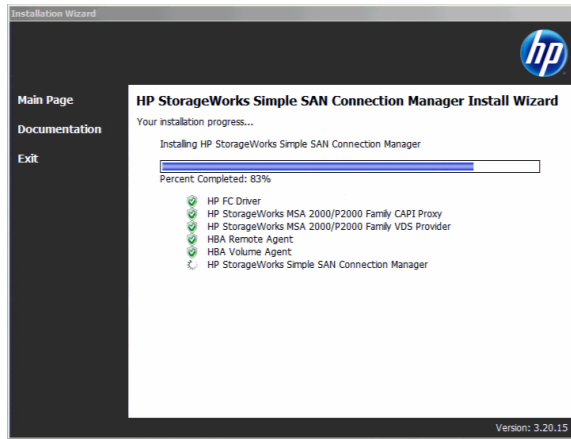 Installation Wizard
hp
Main Page
Documentation
Exit
HP StorageWorks Simple SAN Connection Manager Install Wizard
Your installation progress...
Installing HP StorageWorks Simple SAN Connection Manager
Percent Completed: 83%
HP FC Driver
HP StorageWorks MSA 2000/P2000 Family CAPI Proxy
HP StorageWorks MSA 2000/P2000 Family VDS Provider
HBA Remote Agent
HBA Volume Agent
HP StorageWorks Simple SAN Connection Manager
Version: 3.20.15